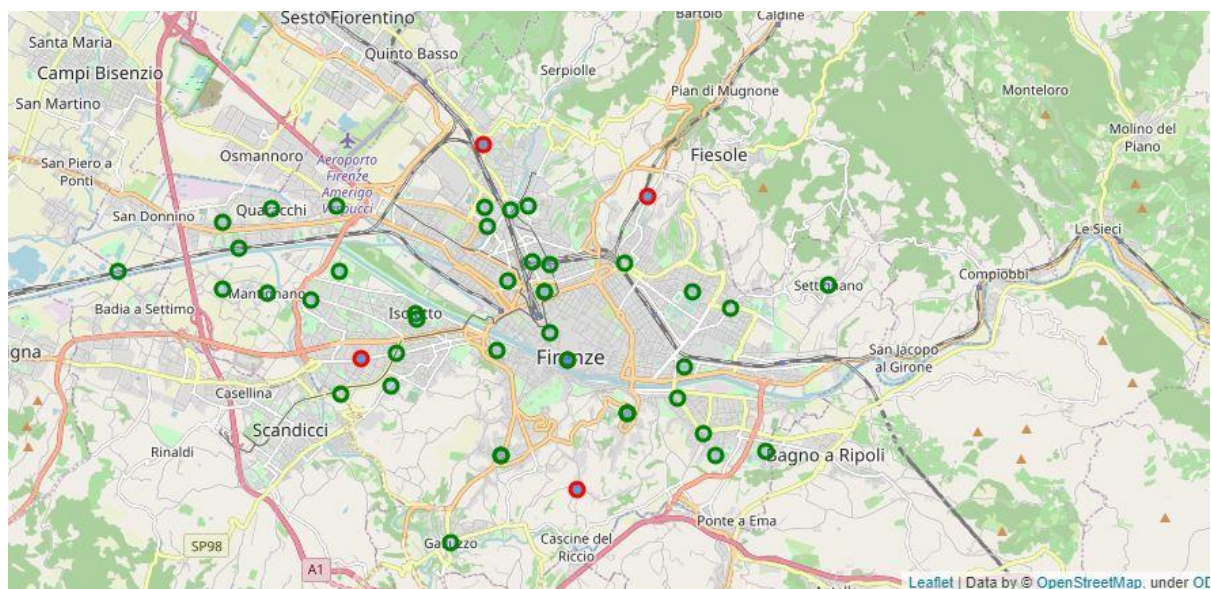 Bartolo
Caldine
Sesto Fiorentino
Santa Maria
Quinto Basso
Campi Bisenzio
Serpiolle
Pian di Mugnone
Monteloro
San Martino
Molino del
Piano
Osmannoro
Aeroporto
Firenze
Amerigo
Vespucci
Fiesole
San Piero a
Ponti
San Donnino
Quaracchi
Le Sieci
Compiobbi
Settignano
Mantignano
Badia a Settimo
Isolotto
Firenze
San Jacopo
al Girone
gna
Casellina
Scandicci
Rinaldi
Bagno a Ripoli
Ponte a Ema
Galluzzo
Cascine del
Riccio
SP98
A1
Leaflet | Data by © OpenStreetMap, under OD